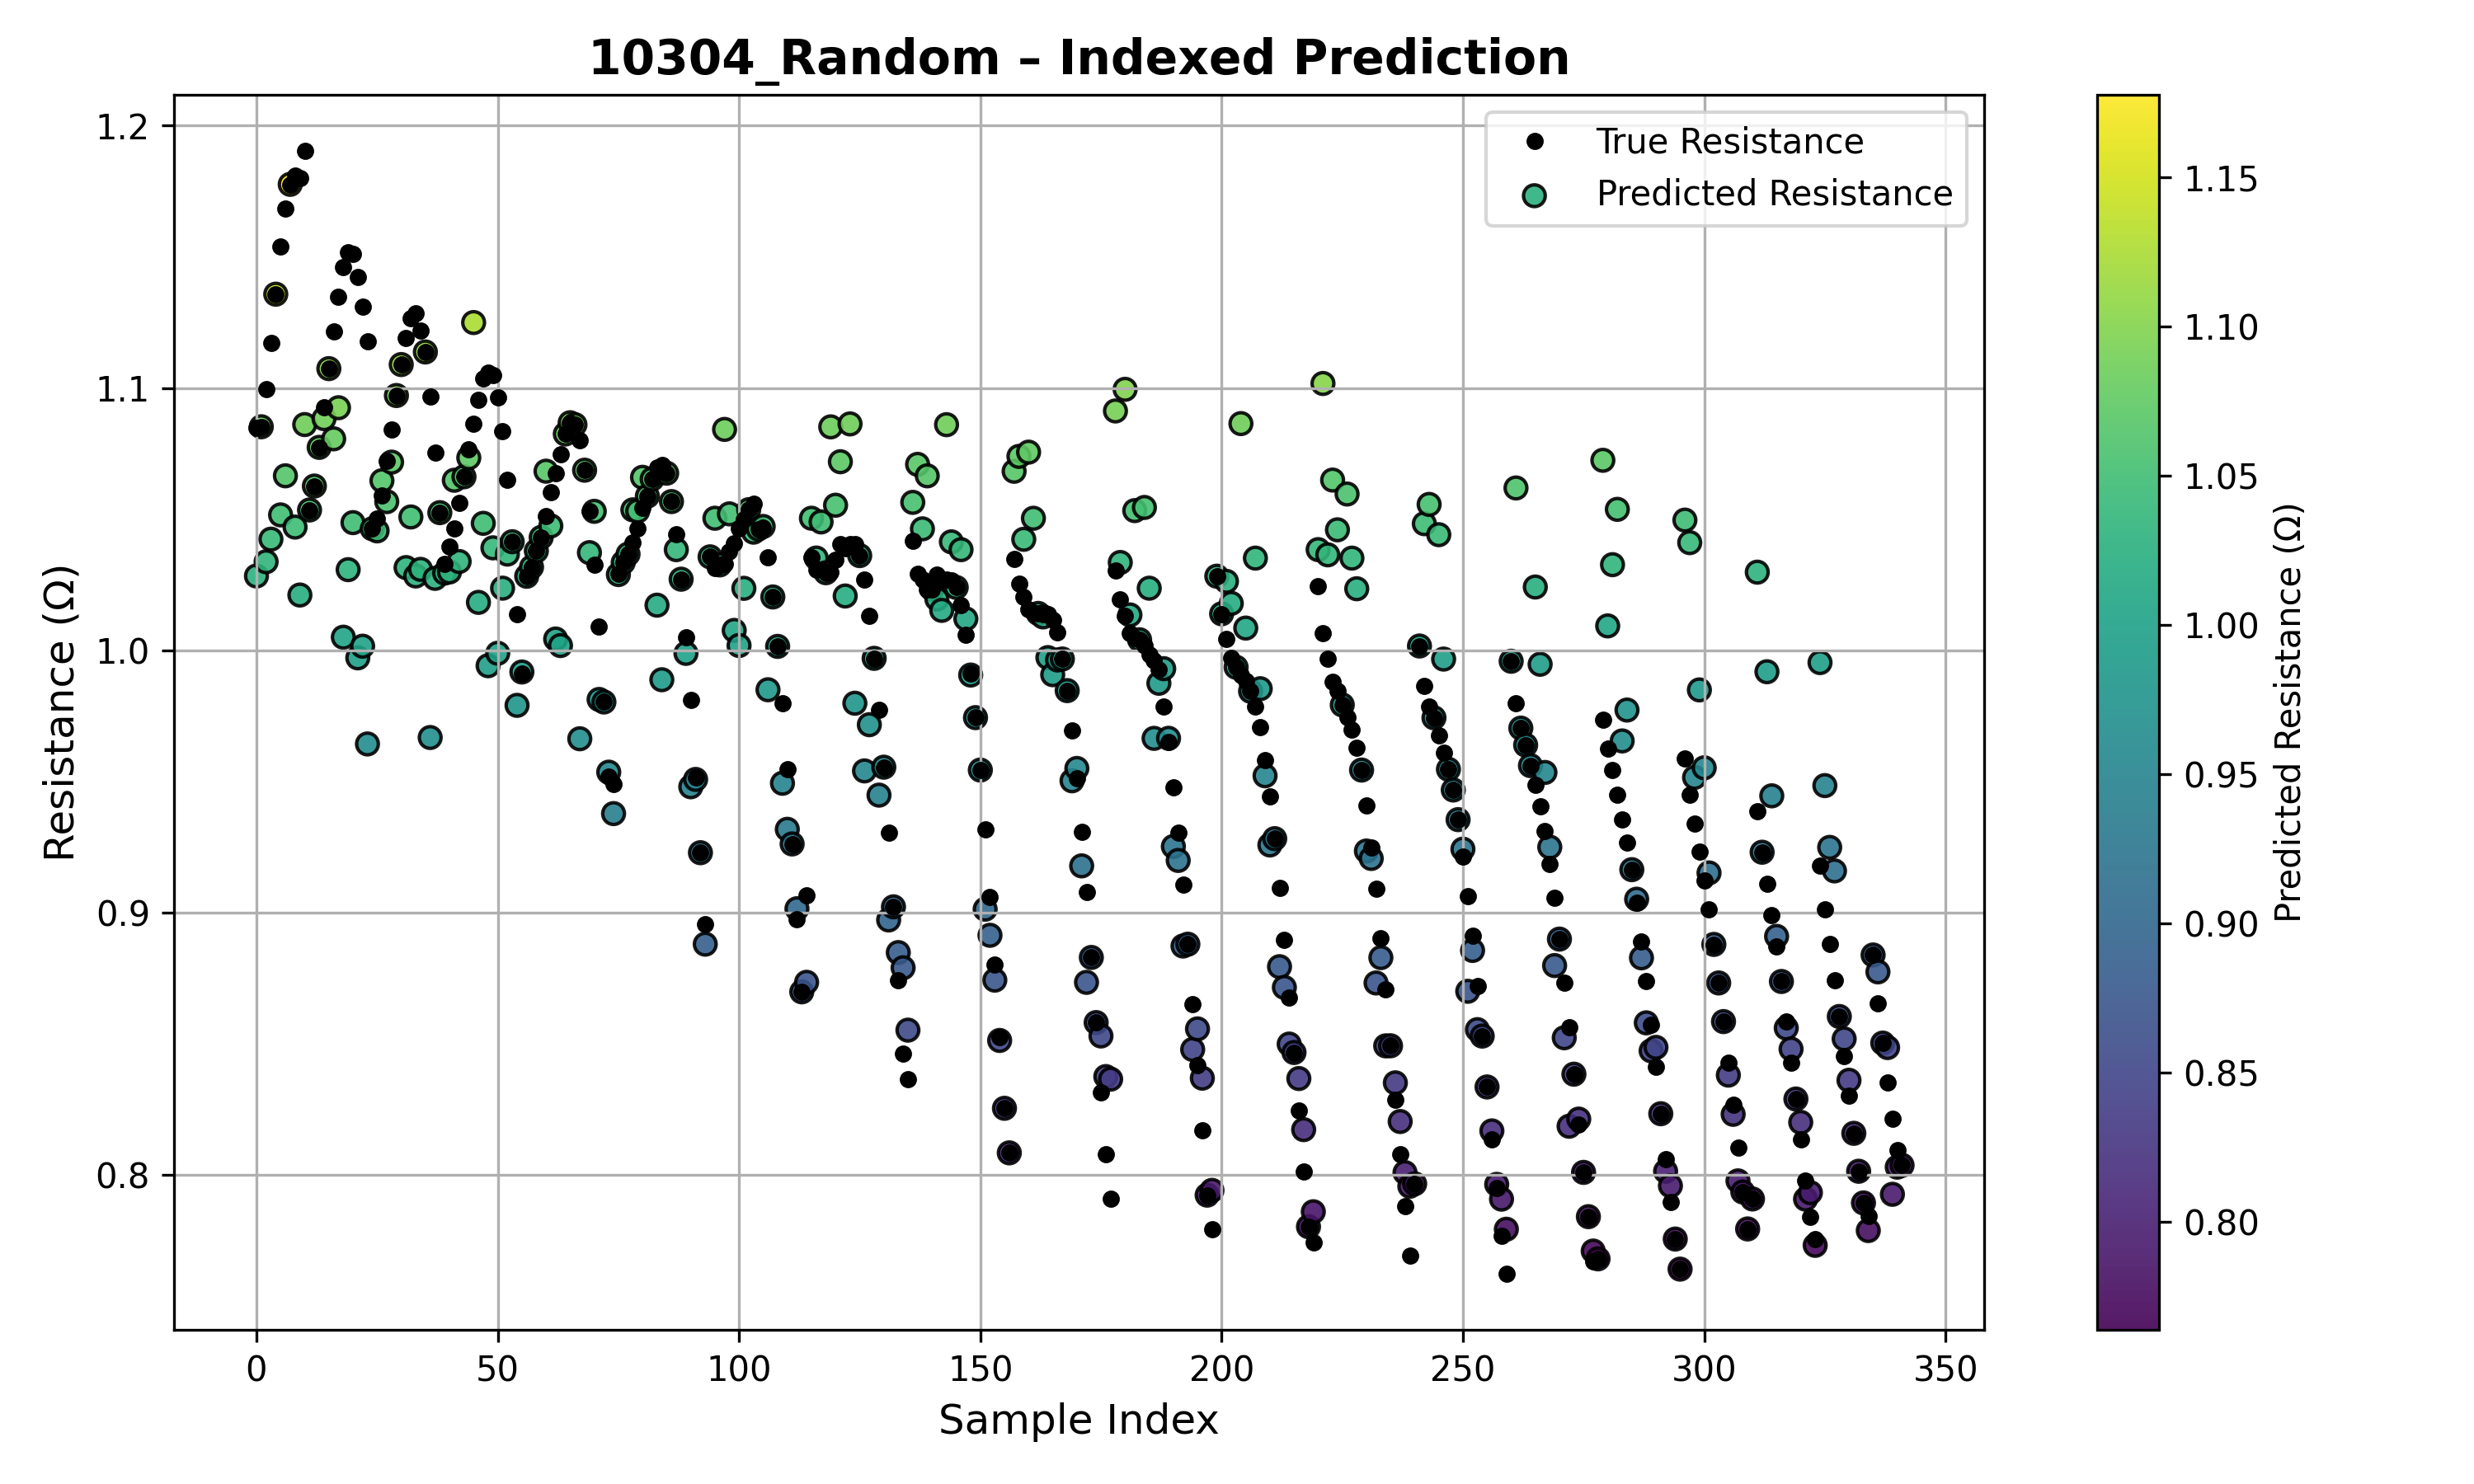 10304_Random – Indexed Prediction
True Resistance
Predicted Resistance
Resistance (Ω)
1.2
1.1
1.0
0.9
0.8
0 50 100 150 200 250 300 350
Sample Index
1.15
1.10
1.05
1.00
0.95
0.90
0.85
0.80
Predicted Resistance (Ω)